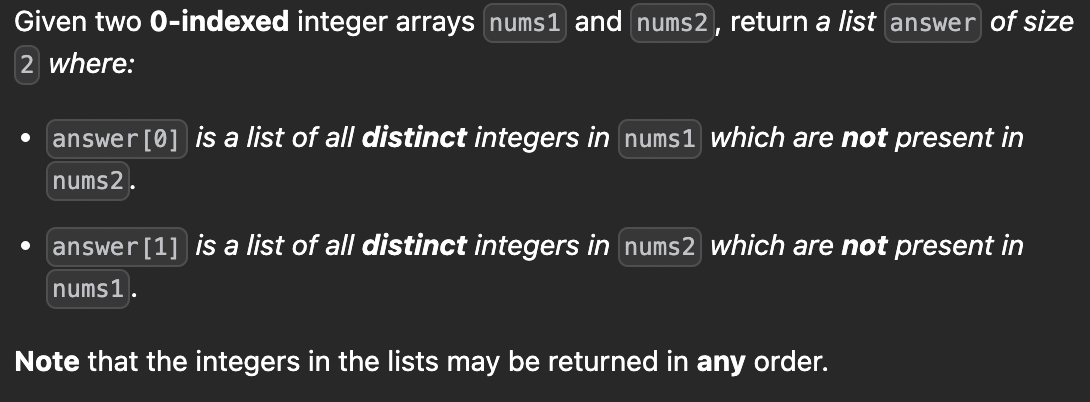 Given two 0-indexed integer arrays nums1 and nums2, return a list answer of size
2 where:
• answer[0] is a list of all distinct integers in nums1 which are not present in
nums2.
• answer[1] is a list of all distinct integers in nums2 which are not present in
nums1.
Note that the integers in the lists may be returned in any order.